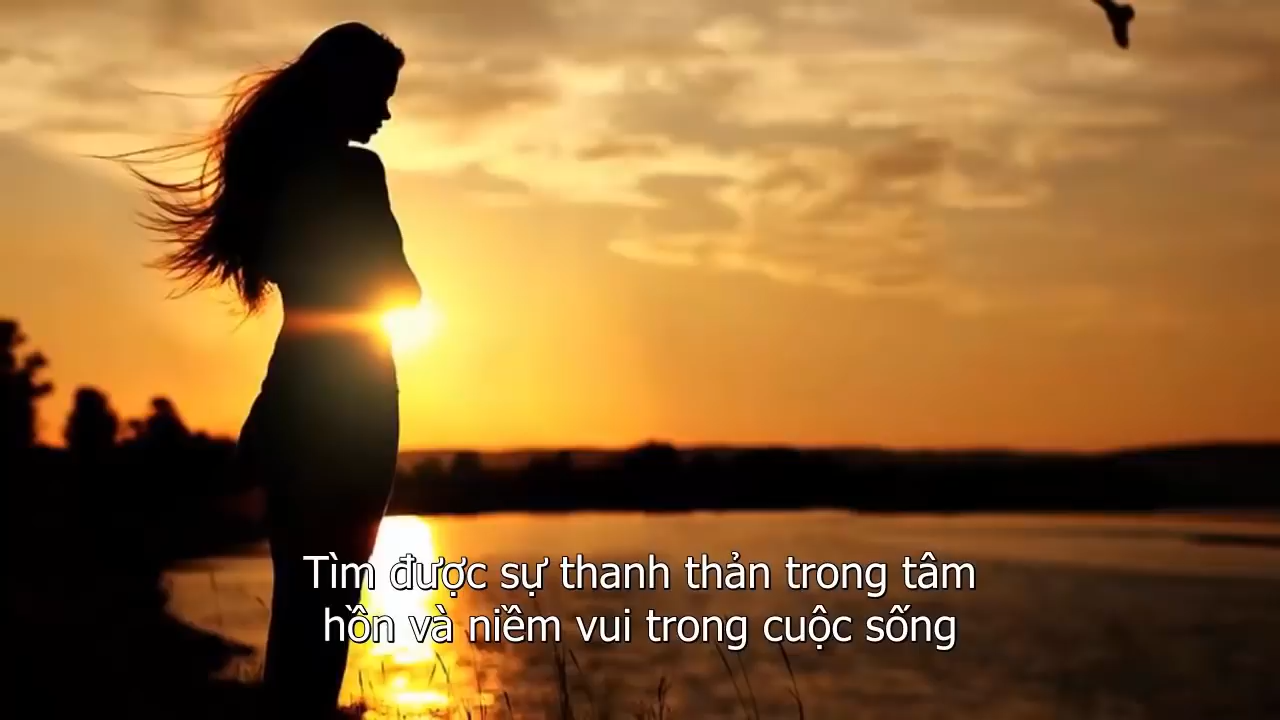 Tìm được sự thanh thản trong tâm
hồn và niềm vui trong cuộc sống